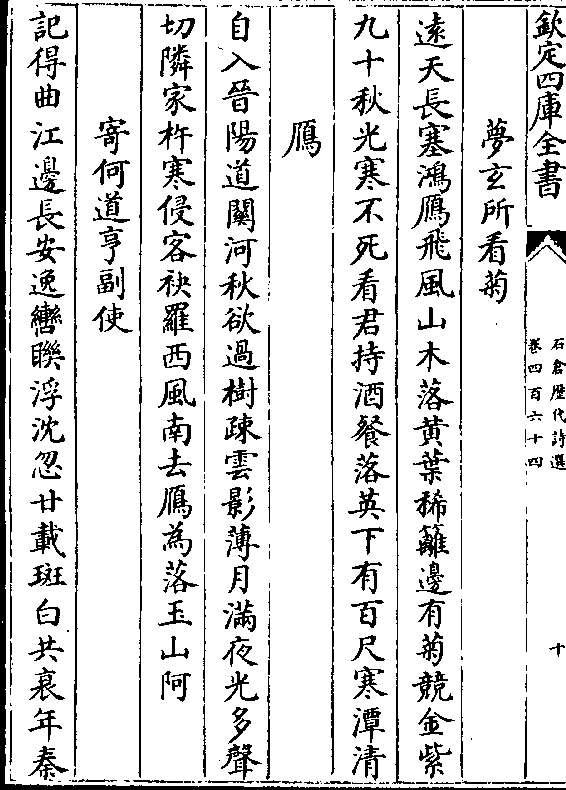 欽定四庫全書
石倉歷代詩選
卷四百六十四
十
夢玄所看菊
遠天長塞鴻鴈飛風山木落黄葉稀籬邊有菊競金紫
九十秋光寒不死看君持酒餐落英下有百尺寒潭清
鴈
自入晉陽道關河秋欲過樹疎雲影薄月滿夜光多聲
切隣家杵寒侵客袂羅西風南去鴈為落玉山阿
寄何道亨副使
記得曲江邊長安逸轡聨浮沈忽廿載斑白共衰年秦